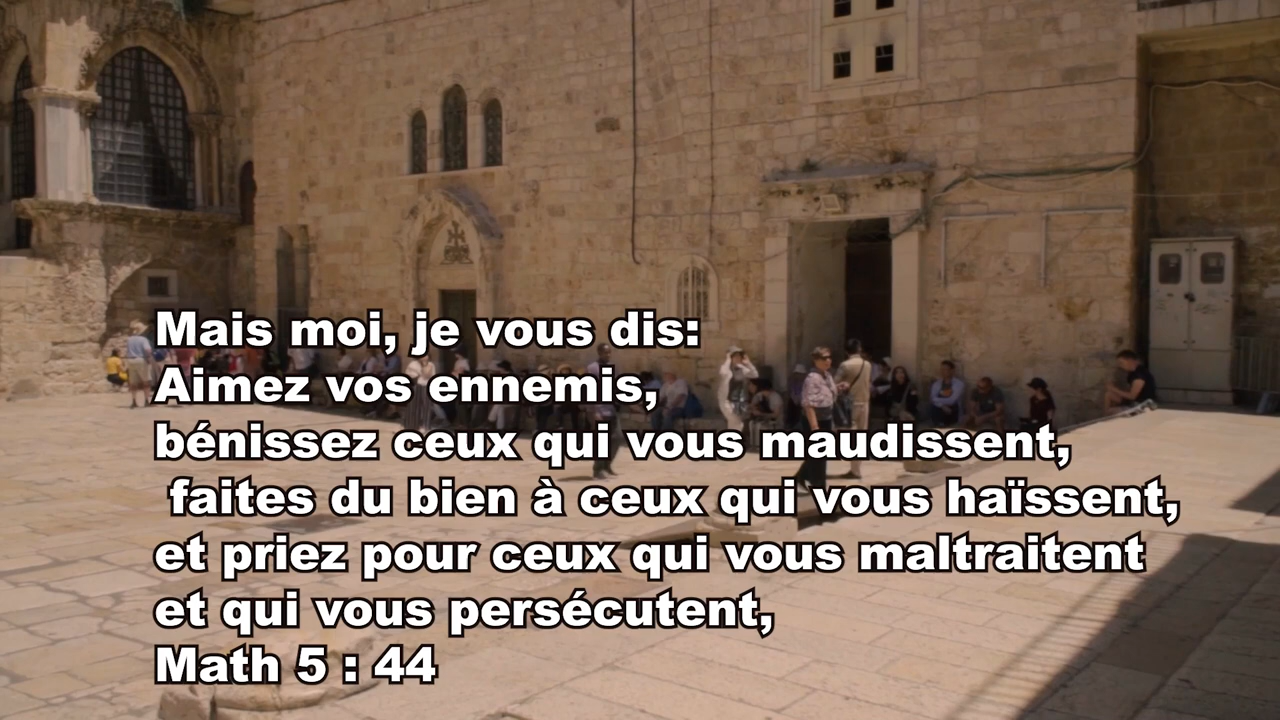 Mais moi, je vous dis:
Aimez vos ennemis,
bénissez ceux qui vous maudissent,
faites du bien à ceux qui vous haïssent,
et priez pour ceux qui vous maltraitent
et qui vous persécutent,
Math 5 : 44